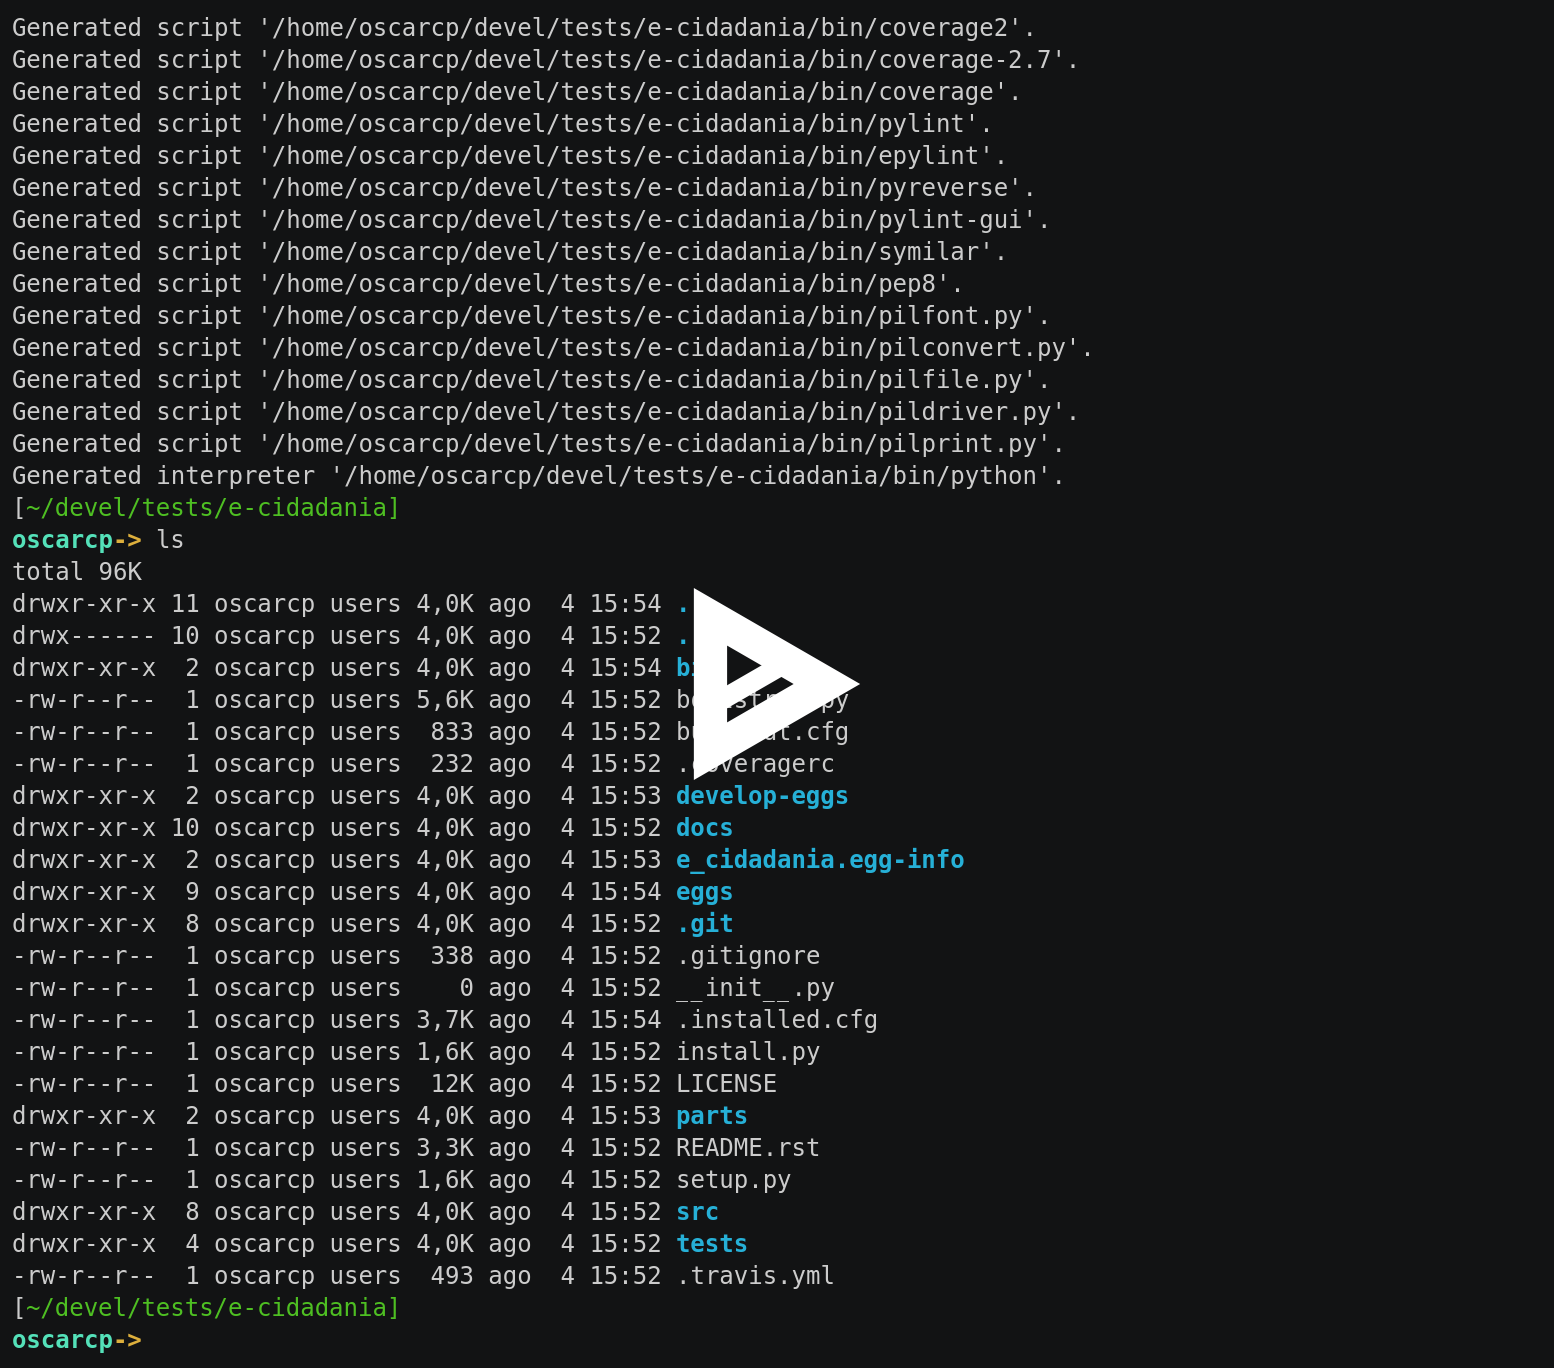 Generated script '/home/oscarcp/devel/tests/e-cidadania/bin/coverage2'.
Generated script '/home/oscarcp/devel/tests/e-cidadania/bin/coverage-2.7'.
Generated script '/home/oscarcp/devel/tests/e-cidadania/bin/coverage'.
Generated script '/home/oscarcp/devel/tests/e-cidadania/bin/pylint'.
Generated script '/home/oscarcp/devel/tests/e-cidadania/bin/epylint'.
Generated script '/home/oscarcp/devel/tests/e-cidadania/bin/pyreverse'.
Generated script '/home/oscarcp/devel/tests/e-cidadania/bin/pylint-gui'.
Generated script '/home/oscarcp/devel/tests/e-cidadania/bin/symilar'.
Generated script '/home/oscarcp/devel/tests/e-cidadania/bin/pep8'.
Generated script '/home/oscarcp/devel/tests/e-cidadania/bin/pilfont.py'.
Generated script '/home/oscarcp/devel/tests/e-cidadania/bin/pilconvert.py'.
Generated script '/home/oscarcp/devel/tests/e-cidadania/bin/pilfile.py'.
Generated script '/home/oscarcp/devel/tests/e-cidadania/bin/pildriver.py'.
Generated script '/home/oscarcp/devel/tests/e-cidadania/bin/pilprint.py'.
Generated interpreter '/home/oscarcp/devel/tests/e-cidadania/bin/python'.
[~/devel/tests/e-cidadania]
oscarcp-> ls
total 96K
drwxr-xr-x 11 oscarcp users 4,0K ago  4 15:54 .
drwx------ 10 oscarcp users 4,0K ago  4 15:52
drwxr-xr-x  2 oscarcp users 4,0K ago  4 15:54
-rw-r--r--  1 oscarcp users 5,6K ago  4 15:52
-rw-r--r--  1 oscarcp users  833 ago  4 15:52
-rw-r--r--  1 oscarcp users  232 ago  4 15:52 .coveragerc
drwxr-xr-x  2 oscarcp users 4,0K ago  4 15:53 develop-eggs
drwxr-xr-x 10 oscarcp users 4,0K ago  4 15:52 docs
drwxr-xr-x  2 oscarcp users 4,0K ago  4 15:53 e_cidadania.egg-info
drwxr-xr-x  9 oscarcp users 4,0K ago  4 15:54 eggs
drwxr-xr-x  8 oscarcp users 4,0K ago  4 15:52 .git
-rw-r--r--  1 oscarcp users  338 ago  4 15:52 .gitignore
-rw-r--r--  1 oscarcp users    0 ago  4 15:52 __init__.py
-rw-r--r--  1 oscarcp users 3,7K ago  4 15:54 .installed.cfg
-rw-r--r--  1 oscarcp users 1,6K ago  4 15:52 install.py
-rw-r--r--  1 oscarcp users  12K ago  4 15:52 LICENSE
drwxr-xr-x  2 oscarcp users 4,0K ago  4 15:53 parts
-rw-r--r--  1 oscarcp users 3,3K ago  4 15:52 README.rst
-rw-r--r--  1 oscarcp users 1,6K ago  4 15:52 setup.py
drwxr-xr-x  8 oscarcp users 4,0K ago  4 15:52 src
drwxr-xr-x  4 oscarcp users 4,0K ago  4 15:52 tests
-rw-r--r--  1 oscarcp users  493 ago  4 15:52 .travis.yml
[~/devel/tests/e-cidadania]
oscarcp->